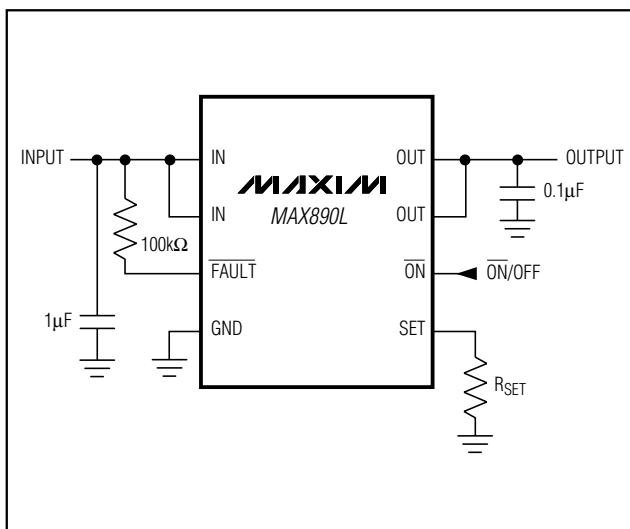 INPUT
IN
MAXIM
OUT
OUTPUT
0.1µF
IN
MAX890L
OUT
100kΩ
FAULT
ON
ON/OFF
1µF
GND
SET
RSET